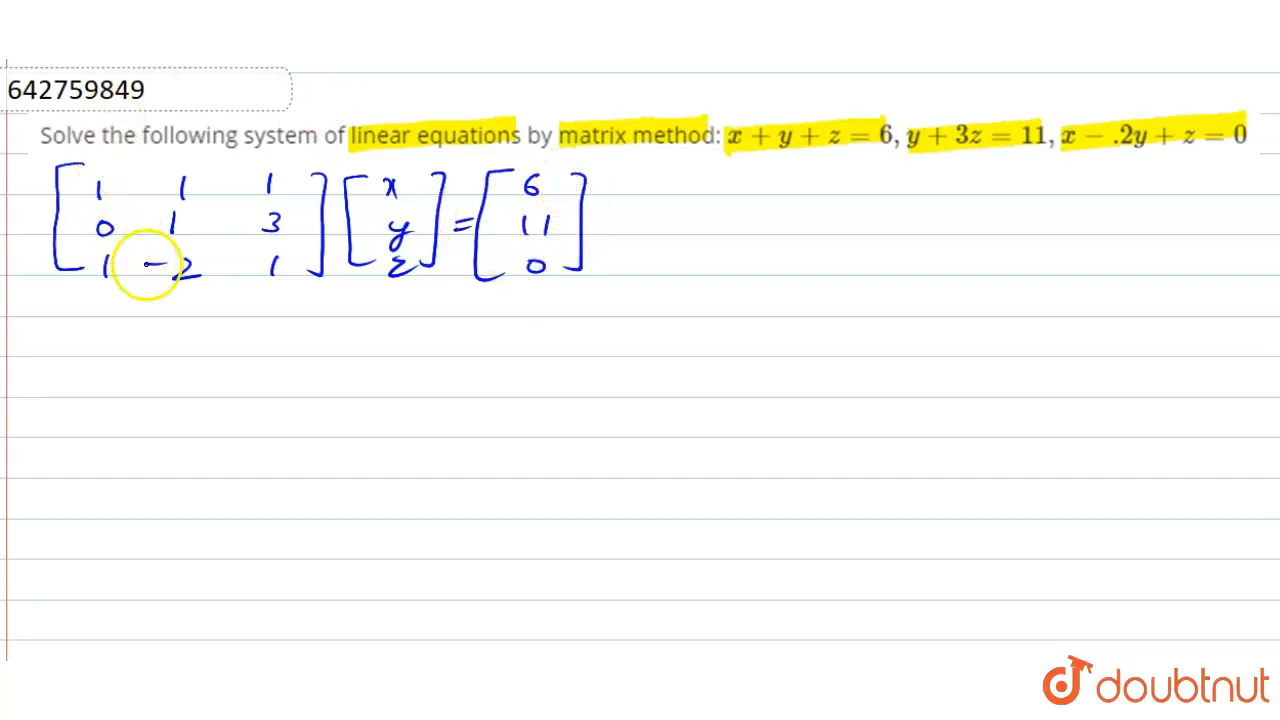 642759849
Solve the following system of linear equations by matrix method: x + y + z = 6, y + 3z = 11, x − .2y + z = 0
1 1 1 x 6
0 1 3 y = 11
1 -2 1 z 0
doubtnut